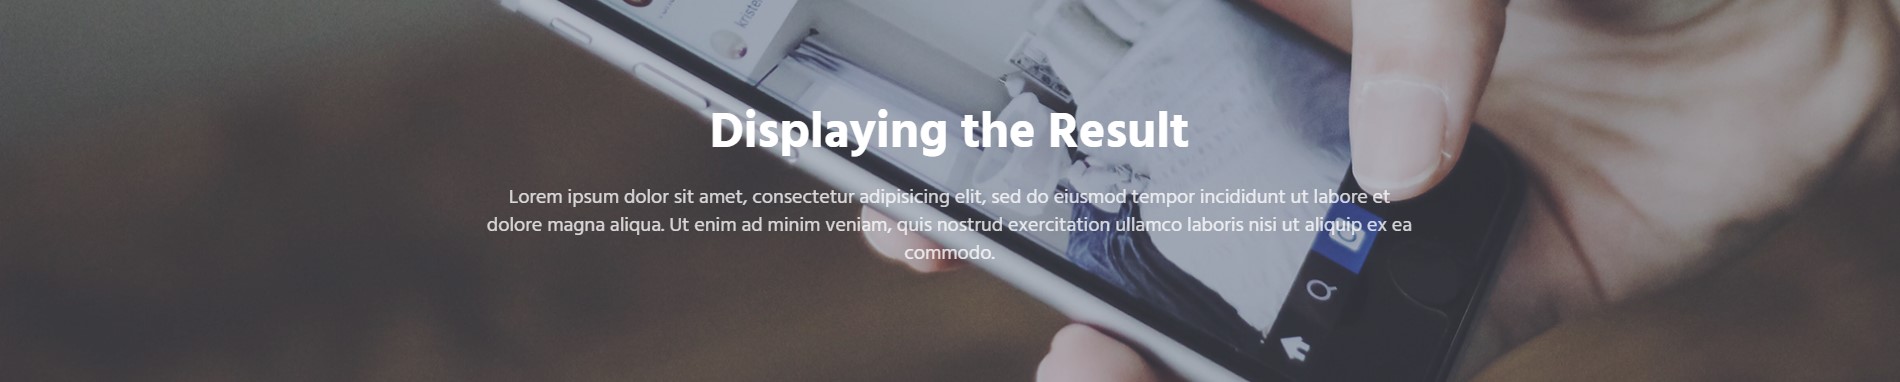 Displaying the Result
Lorem ipsum dolor sit amet, consectetur adipisicing elit, sed do eiusmod tempor incididunt ut labore et
dolore magna aliqua. Ut enim ad minim veniam, quis nostrud exercitation ullamco laboris nisi ut aliquip ex ea
commodo.